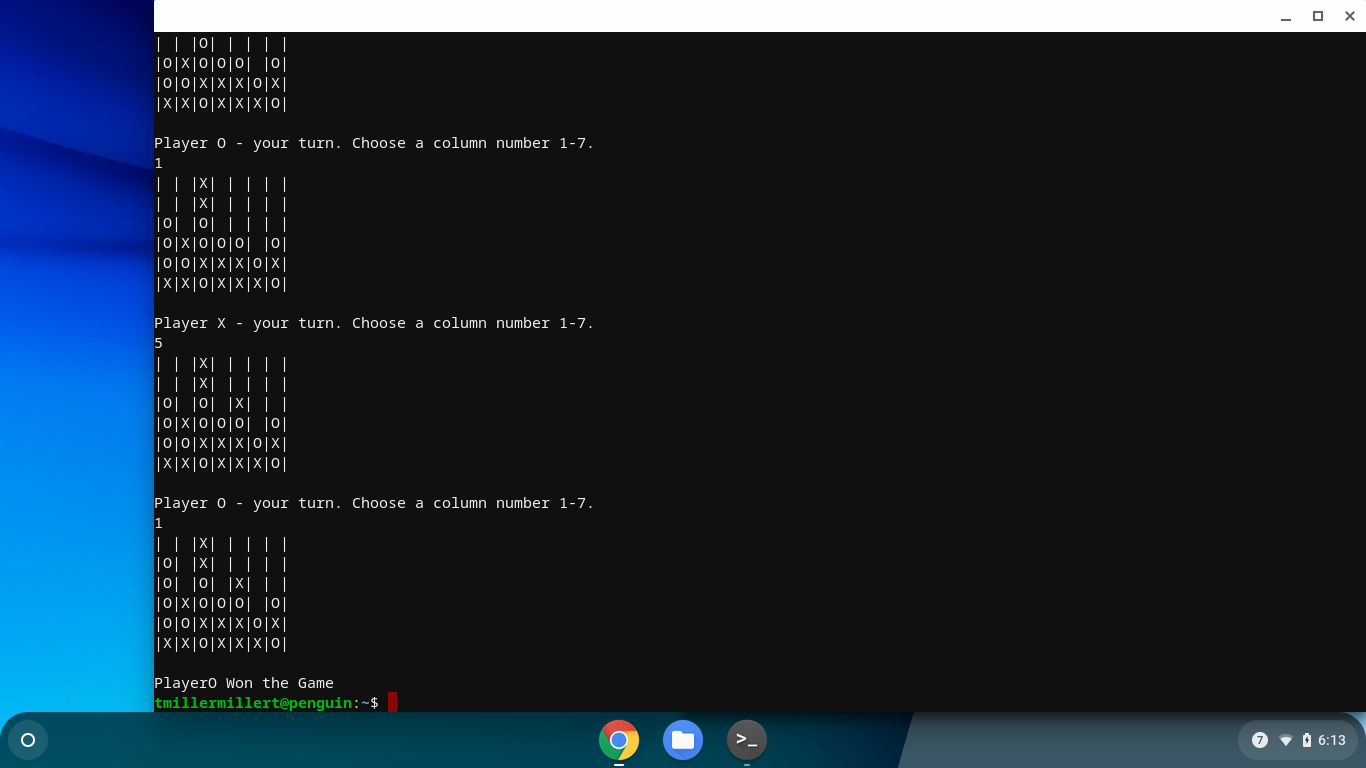 | | |O| | | | |
|O|X|O|O|O| |O|
|O|O|X|X|X|O|X|
|X|X|O|X|X|X|O|
Player O - your turn. Choose a column number 1-7.
1
| | |X| | | | |
| | |X| | | | |
|O| |O| | | | |
|O|X|O|O|O| |O|
|O|O|X|X|X|O|X|
|X|X|O|X|X|X|O|
Player X - your turn. Choose a column number 1-7.
5
| | |X| | | | |
| | |X| | | | |
|O| |O| |X| | |
|O|X|O|O|O| |O|
|O|O|X|X|X|O|X|
|X|X|O|X|X|X|O|
Player O - your turn. Choose a column number 1-7.
1
| | |X| | | | |
|O| |X| | | | |
|O| |O| |X| | |
|O|X|O|O|O| |O|
|O|O|X|X|X|O|X|
|X|X|O|X|X|X|O|
PlayerO Won the Game
tmillermillert@penguin:~$
>_
7 6:13